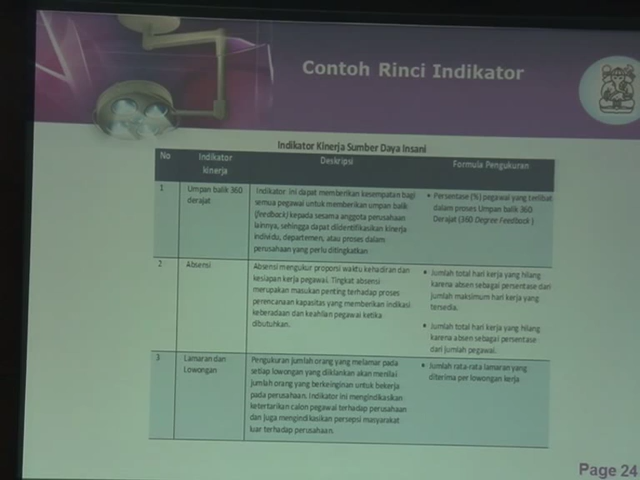 Contoh Rinci Indikator
Indikator Kinerja Sumber Daya Insani
No
Indikator
kinerja
Deskripsi
Formula Pengukuran
1
Umpan balik 360
derajat
Indikator ini dapat memberikan kesempatan bagi
semua pegawai untuk memberikan umpan balik
(feedback) kepada sesama anggota perusahaan
lainnya, sehingga dapat diidentifikasikan kinerja
individu, departemen, atau proses dalam
perusahaan yang perlu ditingkatkan
• Persentase (%) pegawai yang terlibat
dalam proses Umpan balik 360
Derajat (360 Degree Feedback )
2
Absensi
Absensi mengukur proporsi waktu kehadiran dan
kesiapan kerja pegawai. Tingkat absensi
merupakan masukan penting terhadap proses
perencanaan kapasitas yang memberikan indikasi
keberadaan dan keahlian pegawai ketika
dibutuhkan.
• Jumlah total hari kerja yang hilang
karena absen sebagai persentase dari
jumlah maksimum hari kerja yang
tersedia.
• Jumlah total hari kerja yang hilang
karena absen sebagai persentase
dari jumlah pegawai.
3
Lamaran dan
Lowongan
Pengukuran jumlah orang yang melamar pada
setiap lowongan yang diiklankan akan menilai
jumlah orang yang berkeinginan untuk bekerja
pada perusahaan. Indikator ini mengindikasikan
ketertarikan calon pegawai terhadap perusahaan
dan juga mengindikasikan persepsi masyarakat
luar terhadap perusahaan.
• Jumlah rata-rata lamaran yang
diterima per lowongan kerja
Page 24